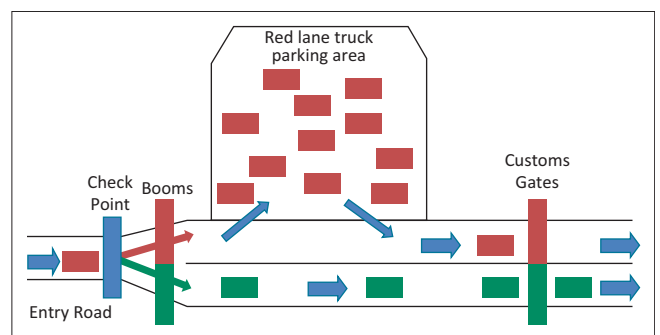 Red lane truck
parking area
Customs
Gates
Check
Point
Booms
Entry Road